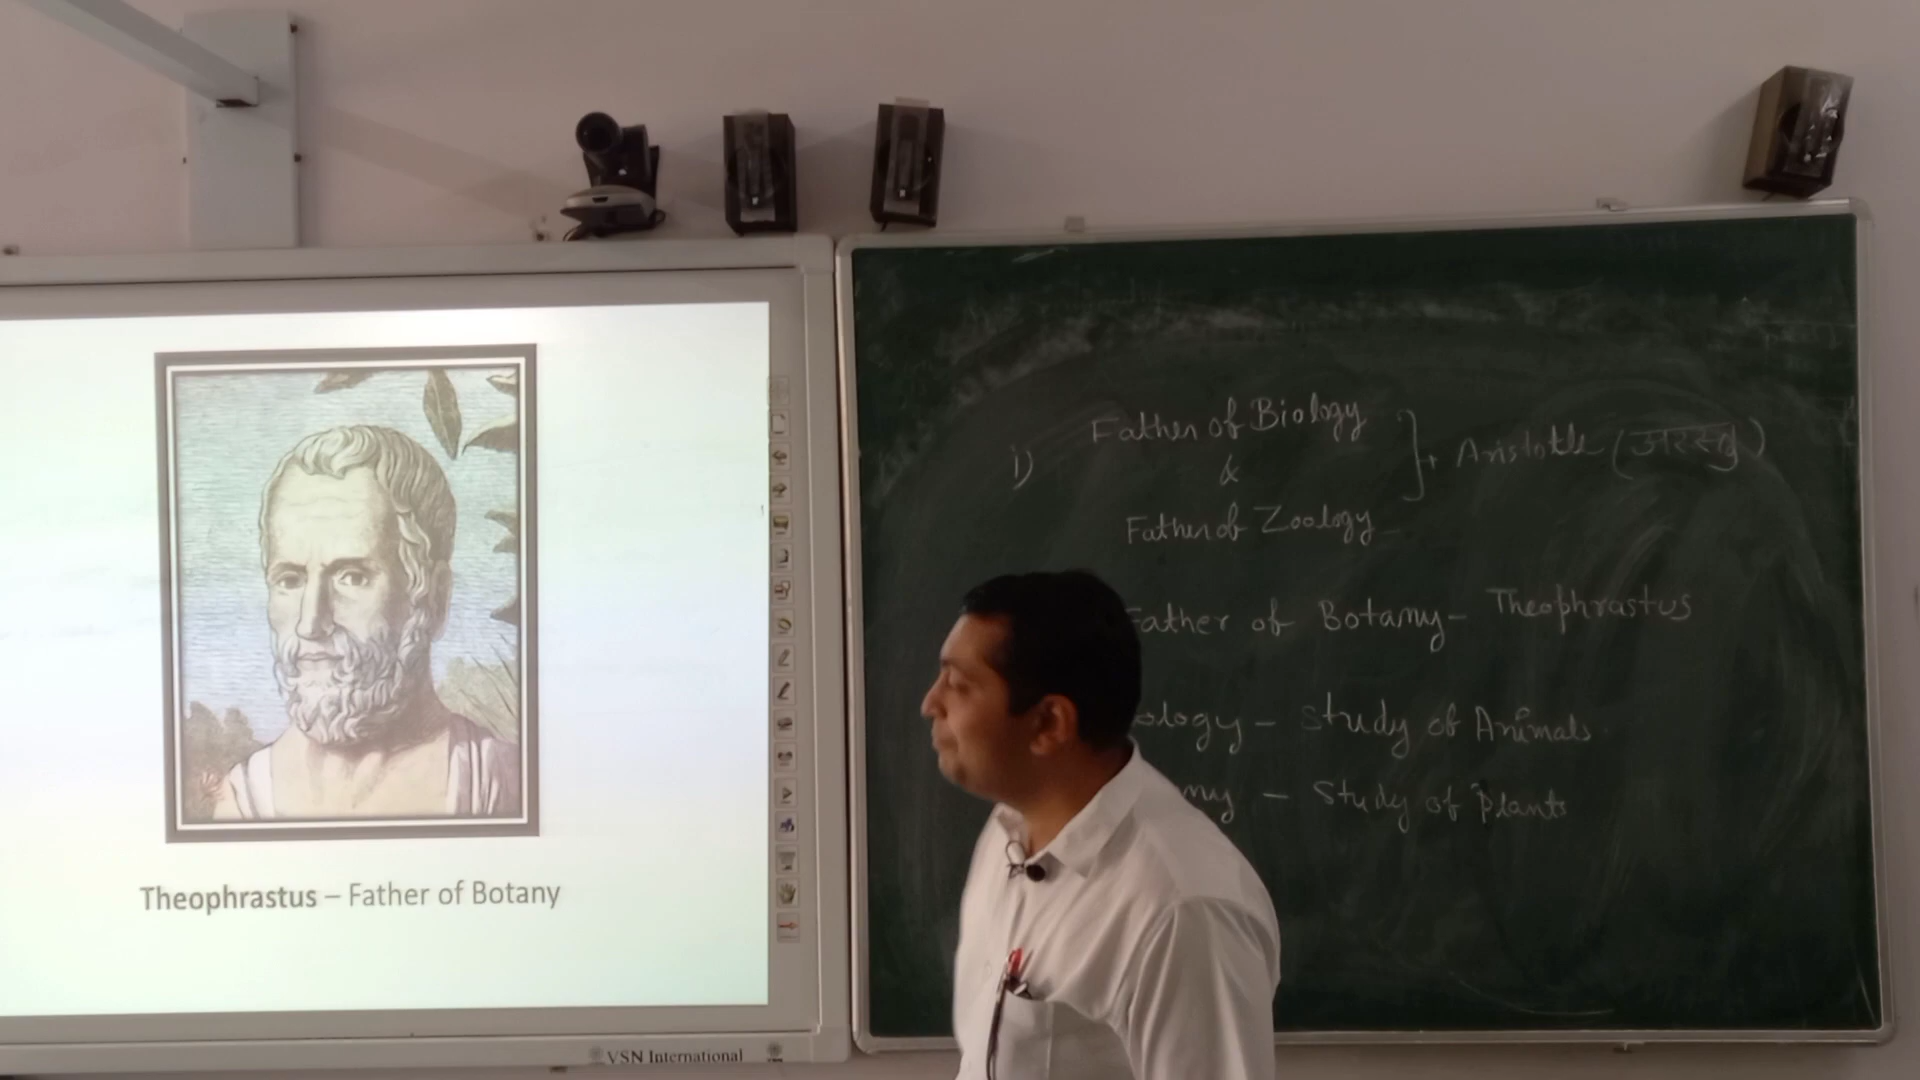 Theophrastus – Father of Botany
VSN International
i) Father of Biology
&
Father of Zoology
Aristotle (अरस्तु)
Father of Botany - Theophrastus
ology - Study of Animals
my - Study of plants